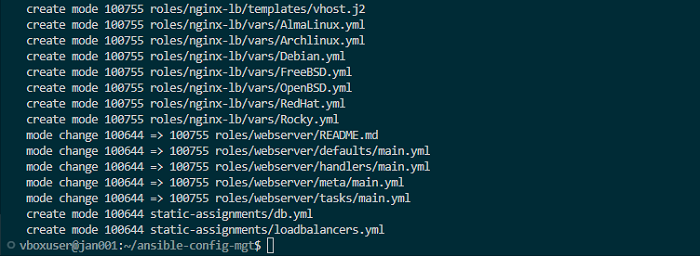 create mode 100755 roles/nginx-lb/templates/vhost.j2
create mode 100755 roles/nginx-lb/vars/AlmaLinux.yml
create mode 100755 roles/nginx-lb/vars/Archlinux.yml
create mode 100755 roles/nginx-lb/vars/Debian.yml
create mode 100755 roles/nginx-lb/vars/FreeBSD.yml
create mode 100755 roles/nginx-lb/vars/OpenBSD.yml
create mode 100755 roles/nginx-lb/vars/RedHat.yml
create mode 100755 roles/nginx-lb/vars/Rocky.yml
mode change 100644 => 100755 roles/webserver/README.md
mode change 100644 => 100755 roles/webserver/defaults/main.yml
mode change 100644 => 100755 roles/webserver/handlers/main.yml
mode change 100644 => 100755 roles/webserver/meta/main.yml
mode change 100644 => 100755 roles/webserver/tasks/main.yml
create mode 100644 static-assignments/db.yml
create mode 100644 static-assignments/loadbalancers.yml
vboxuser@jan001:~/ansible-config-mgt$